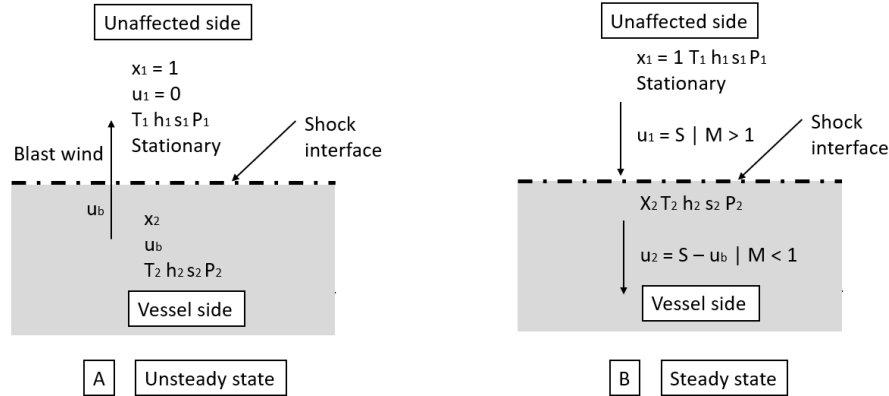 Unaffected side
x1 = 1
u1 = 0
T1 h1 s1 P1
Stationary
Shock
interface
Blast wind
ub
x2
ub
T2 h2 s2 P2
Vessel side
A
Unsteady state
Unaffected side
x1 = 1 T1 h1 s1 P1
Stationary
u1 = S | M > 1
Shock
interface
X2 T2 h2 s2 P2
u2 = S – ub | M < 1
Vessel side
B
Steady state